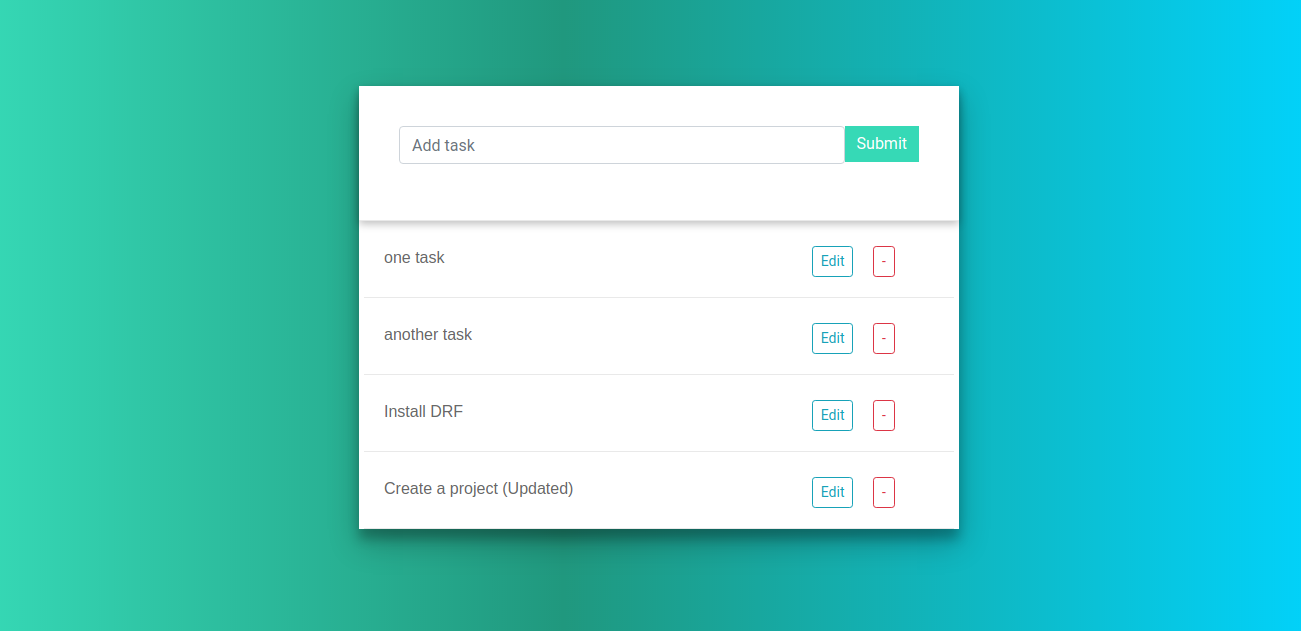 Add task Submit
one task Edit -
another task Edit -
Install DRF Edit -
Create a project (Updated) Edit -